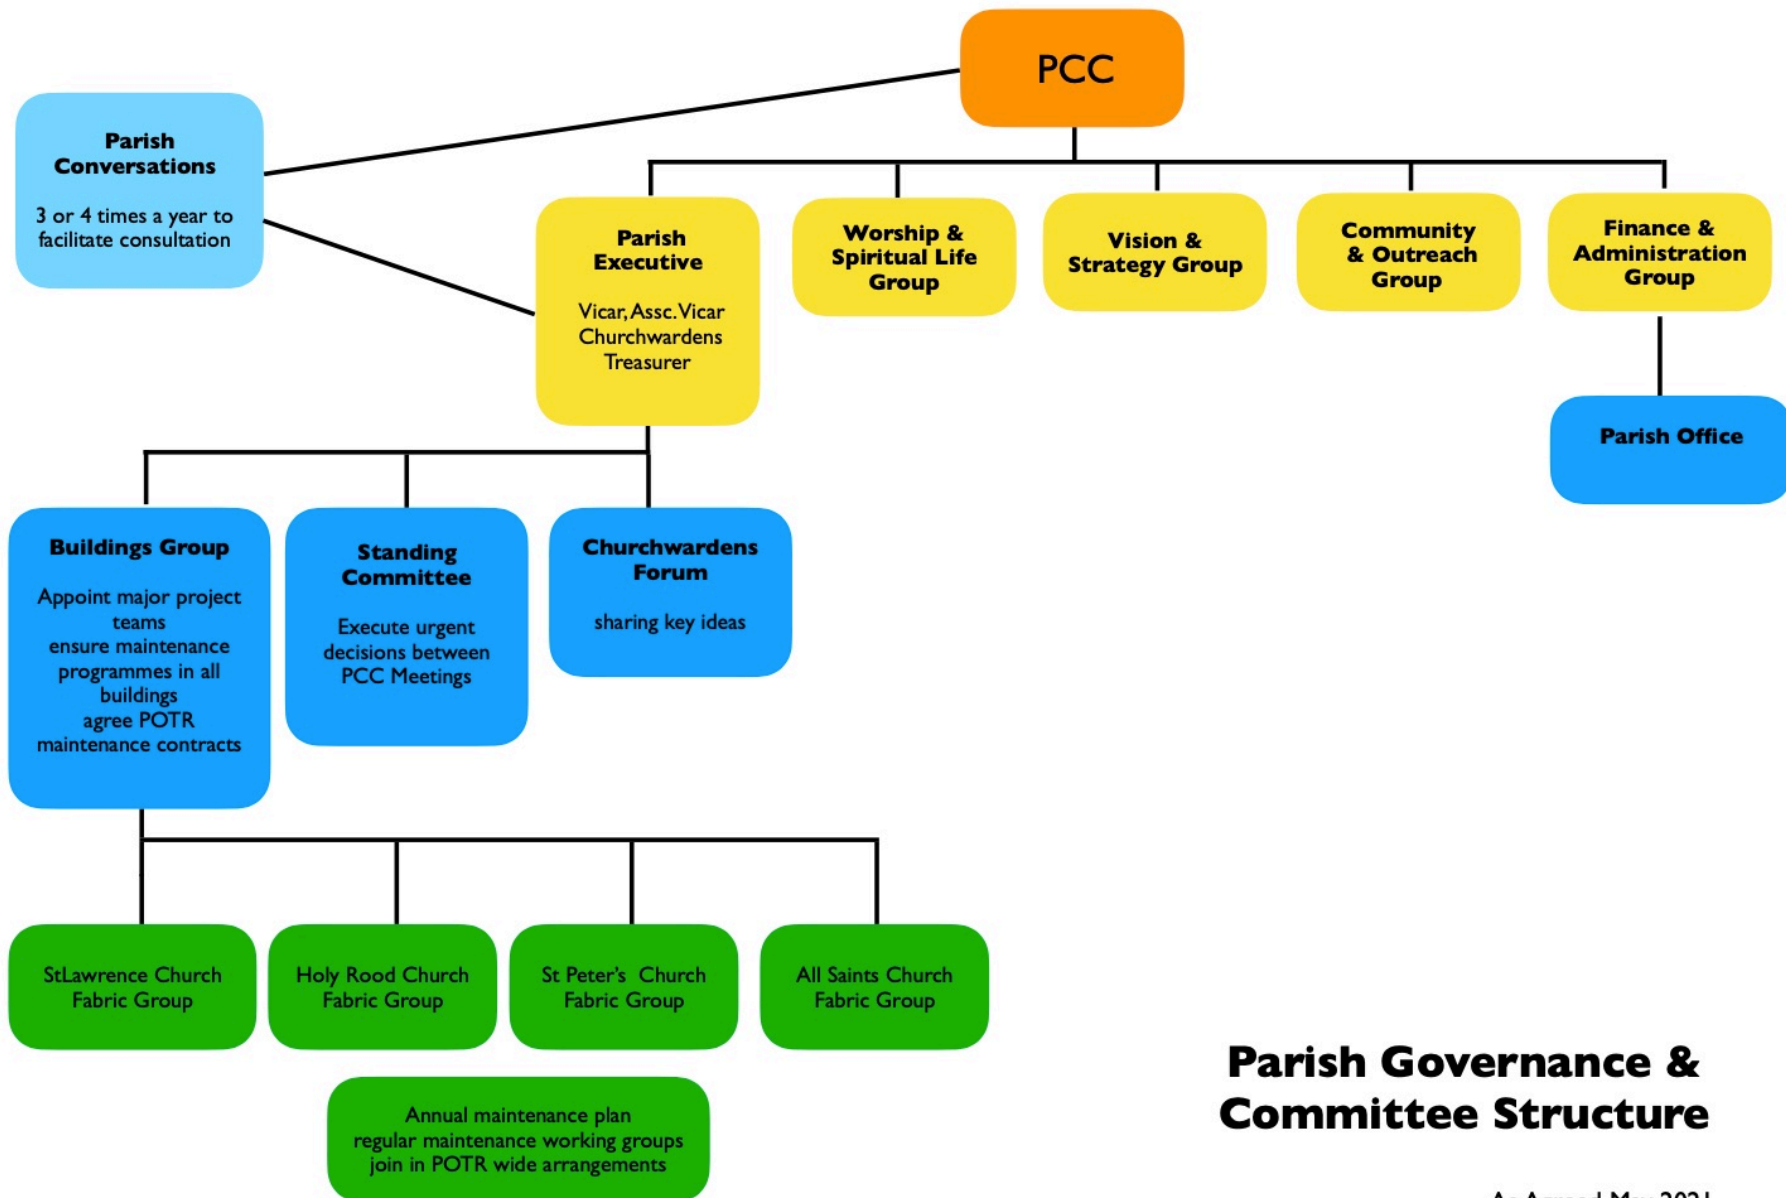 PCC
Parish
Conversations
3 or 4 times a year to
facilitate consultation
Parish
Executive
Vicar, Assc. Vicar
Churchwardens
Treasurer
Worship &
Spiritual Life
Group
Vision &
Strategy Group
Community
& Outreach
Group
Finance &
Administration
Group
Parish Office
Buildings Group
Appoint major project
teams
ensure maintenance
programmes in all
buildings
agree POTR
maintenance contracts
Standing
Committee
Execute urgent
decisions between
PCC Meetings
Churchwardens
Forum
sharing key ideas
StLawrence Church
Fabric Group
Holy Rood Church
Fabric Group
St Peter's  Church
Fabric Group
All Saints Church
Fabric Group
Annual maintenance plan
regular maintenance working groups
join in POTR wide arrangements
Parish Governance &
Committee Structure
As Agreed May 2021